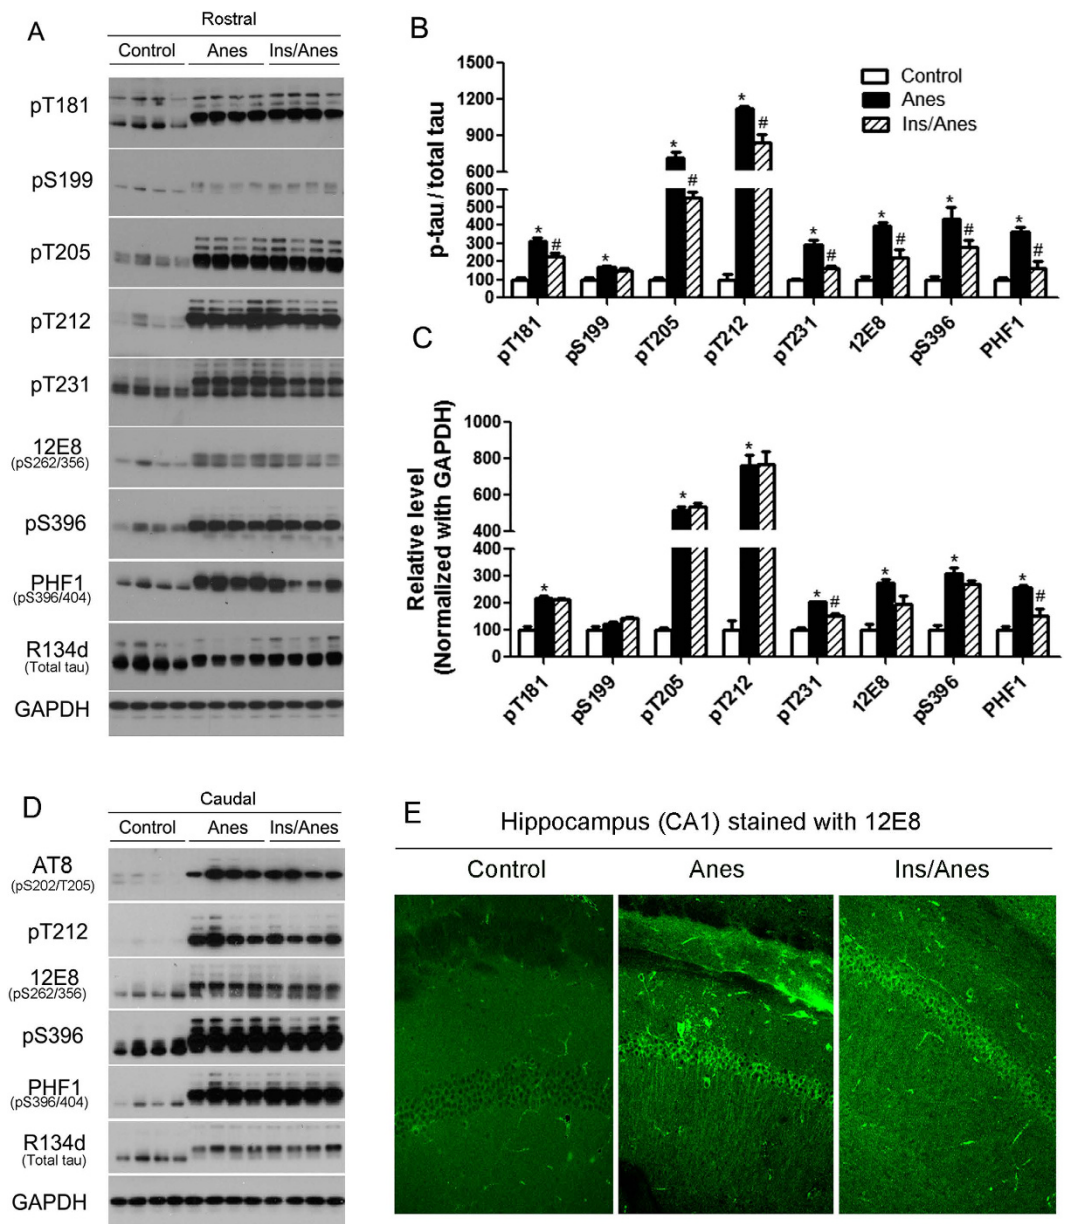 A
Rostral
Control Anes Ins/Anes
pT181
pS199
pT205
pT212
pT231
12E8
(pS262/356)
pS396
PHF1
(pS396/404)
R134d
(Total tau)
GAPDH
B
p-tau/total tau
1500
1200
900
600
600
500
400
300
200
100
0
* # * * # * # * # * # * # * #
Control
Anes
Ins/Anes
pT181 pS199 pT205 pT212 pT231 12E8 pS396 PHF1
C
Relative level
(Normalized with GAPDH)
1000
800
600
400
400
300
200
100
0
* * * * # * * * #
pT181 pS199 pT205 pT212 pT231 12E8 pS396 PHF1
D
Caudal
Control Anes Ins/Anes
AT8
(pS202/T205)
pT212
12E8
(pS262/356)
pS396
PHF1
(pS396/404)
R134d
(Total tau)
GAPDH
E
Hippocampus (CA1) stained with 12E8
Control Anes Ins/Anes